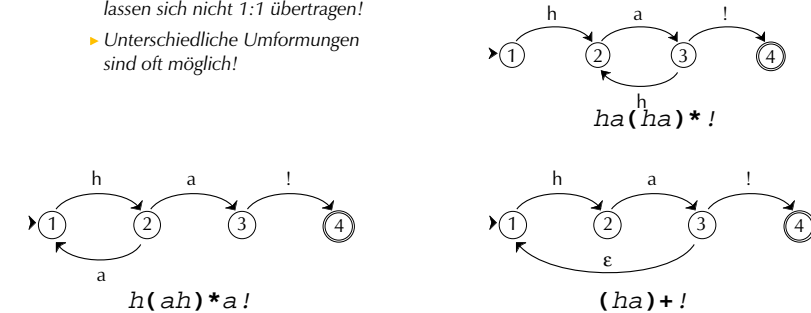 lassen sich nicht 1:1 übertragen!
▸ Unterschiedliche Umformungen
sind oft möglich!
h a !
1 2 3 4
h
ha(ha)*!
h a !
1 2 3 4
a
h(ah)*a!
h a !
1 2 3 4
ε
(ha)+!